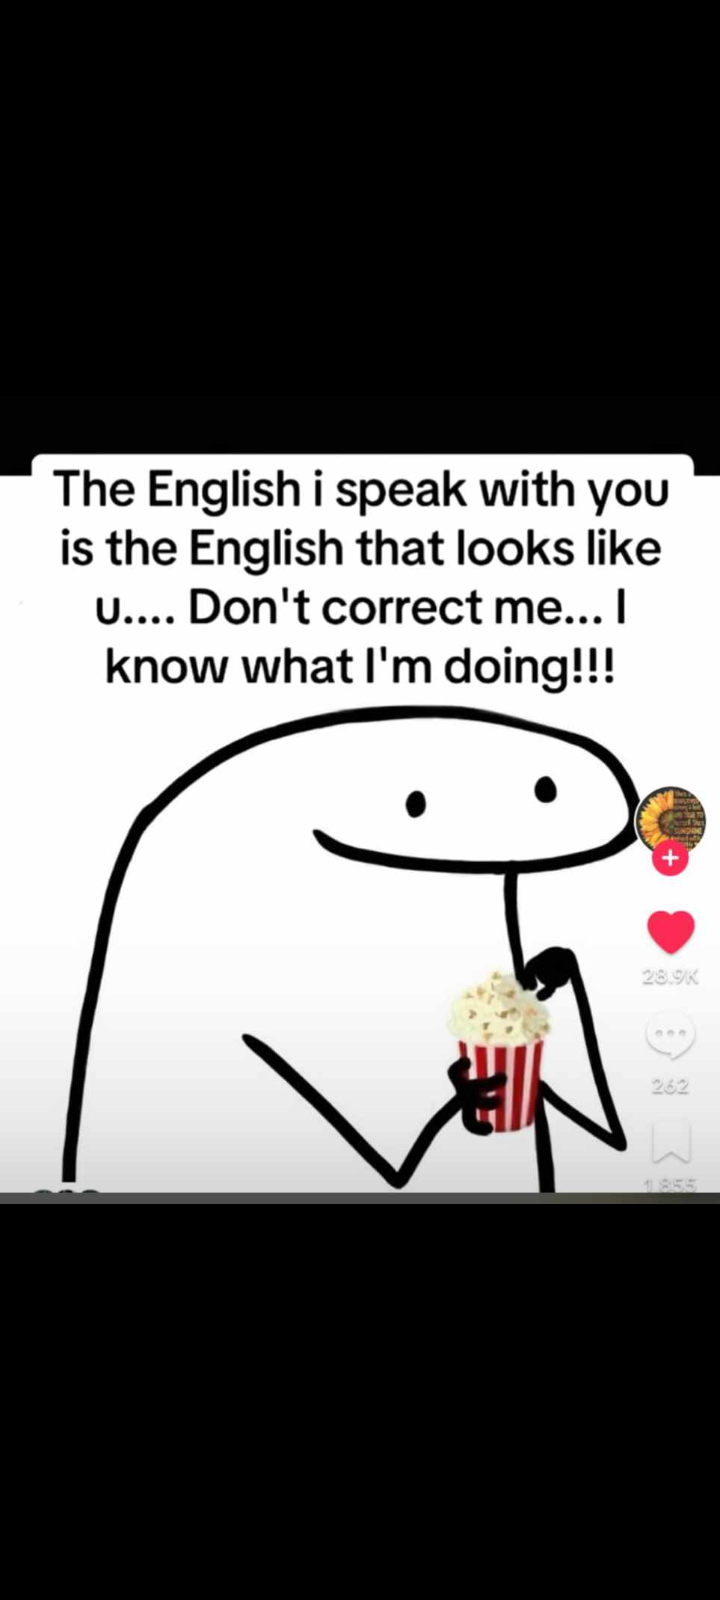 The English i speak with you
is the English that looks like
u.... Don't correct me... I
know what I'm doing!!!
28.9K
262
1,855